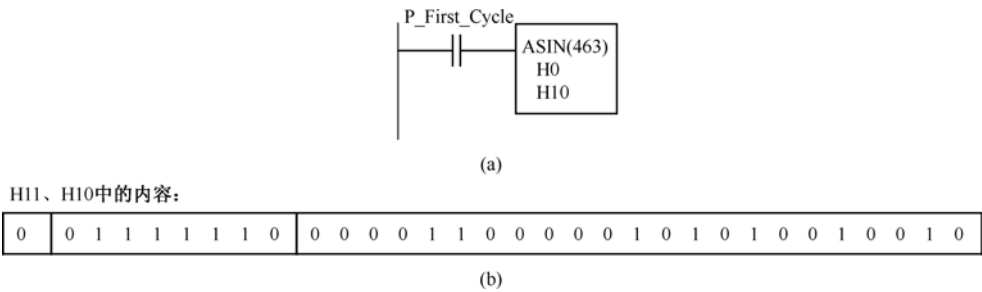 P_First_Cycle
ASIN(463)
H0
H10
(a)
H11、H10中的内容:
0 0 1 1 1 1 1 1 0 0 0 0 0 1 1 0 0 0 0 0 1 0 1 0 1 0 0 1 0 0 1 0
(b)